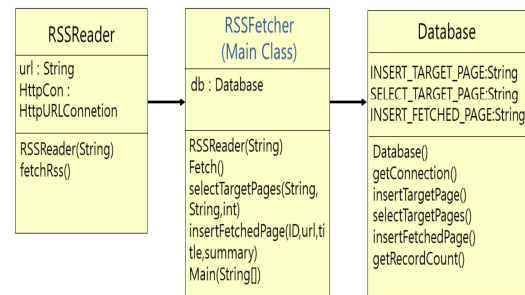 RSSReader
url : String
HttpCon :
HttpURLConnetion
RSSReader(String)
fetchRss()
RSSFetcher
(Main Class)
db : Database
RSSReader(String)
Fetch()
selectTargetPages(String,
String,int)
insertFetchedPage(ID,url,ti
tle,summary)
Main(String[])
Database
INSERT_TARGET_PAGE:String
SELECT_TARGET_PAGE:String
INSERT_FETCHED_PAGE:String
Database()
getConnection()
insertTargetPage()
selectTargetPages()
insertFetchedPage()
getRecordCount()